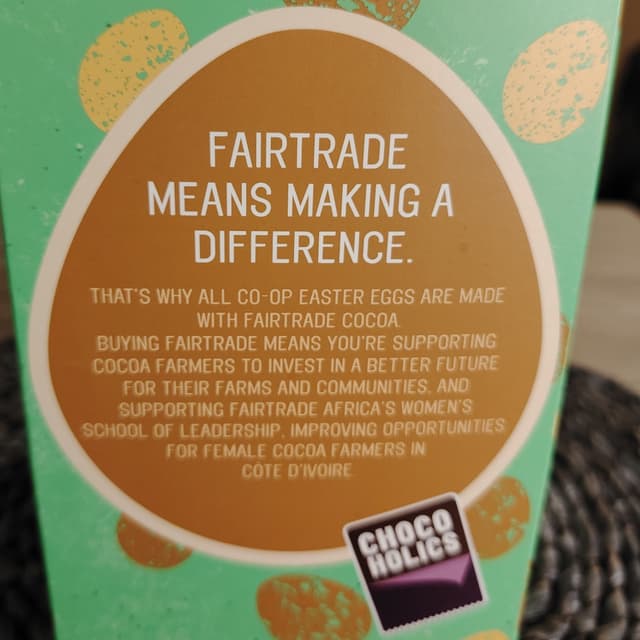 FAIRTRADE
MEANS MAKING A
DIFFERENCE.
THAT'S WHY ALL CO-OP EASTER EGGS ARE MADE
WITH FAIRTRADE COCOA.
BUYING FAIRTRADE MEANS YOU'RE SUPPORTING
COCOA FARMERS TO INVEST IN A BETTER FUTURE
FOR THEIR FARMS AND COMMUNITIES, AND
SUPPORTING FAIRTRADE AFRICA'S WOMEN'S
SCHOOL OF LEADERSHIP, IMPROVING OPPORTUNITIES
FOR FEMALE COCOA FARMERS IN
CÔTE D'IVOIRE
CHOCO
HOLICS